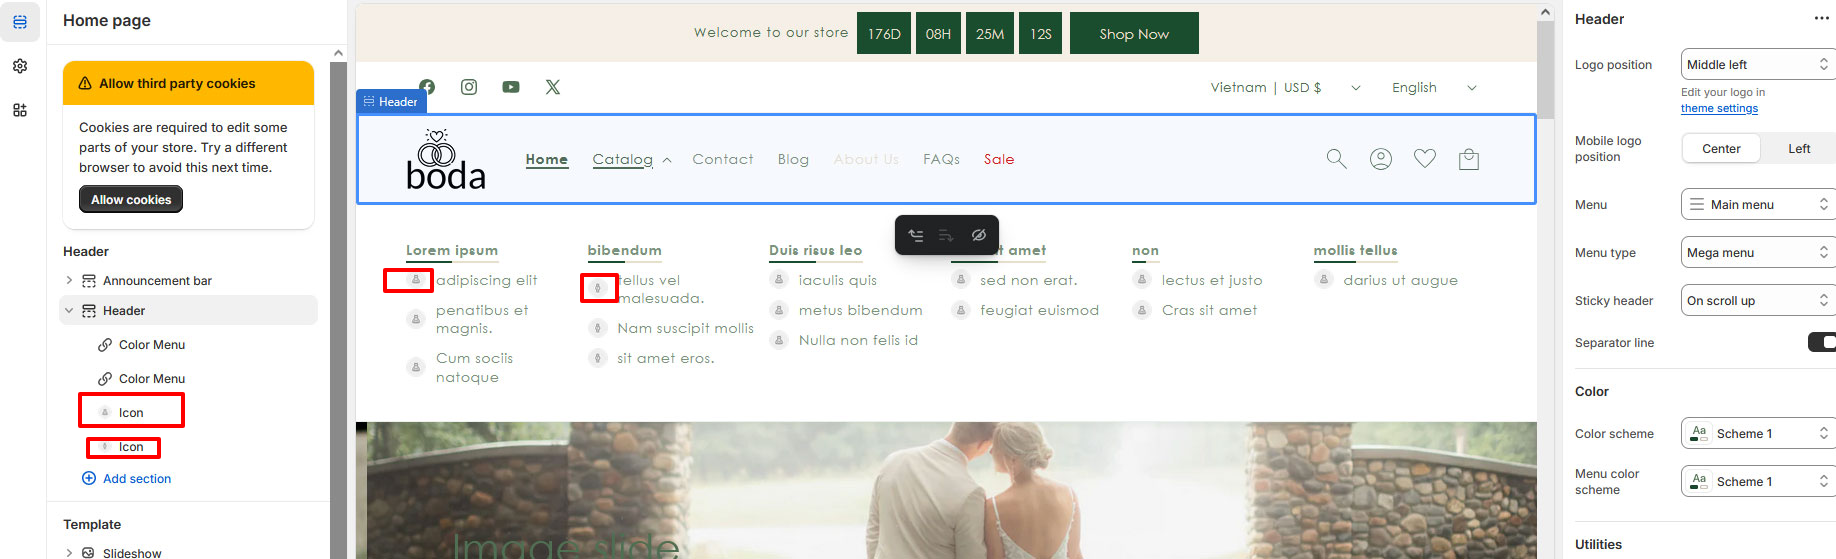 Home page
Allow third party cookies
Cookies are required to edit some
parts of your store. Try a different
browser to avoid this next time.
Allow cookies
Header
Announcement bar
Header
Color Menu
Color Menu
Icon
Icon
Add section
Template
Slideshow
Welcome to our store 176D 08H 25M 12S Shop Now
Vietnam | USD $ English
Header
boda
Home Catalog Contact Blog About Us FAQs Sale
Lorem ipsum
adipiscing elit
penatibus et
magnis.
Cum sociis
natoque
bibendum
tellus vel
malesuada.
Nam suscipit mollis
sit amet eros.
Duis risus leo
iaculis quis
metus bibendum
Nulla non felis id
t amet
sed non erat.
feugiat euismod
non
lectus et justo
Cras sit amet
mollis tellus
darius ut augue
Image slide
Header
Logo position Middle left
Edit your logo in
theme settings
Mobile logo
position
Center Left
Menu Main menu
Menu type Mega menu
Sticky header On scroll up
Separator line
Color
Color scheme Aa Scheme 1
Menu color
scheme
Aa Scheme 1
Utilities